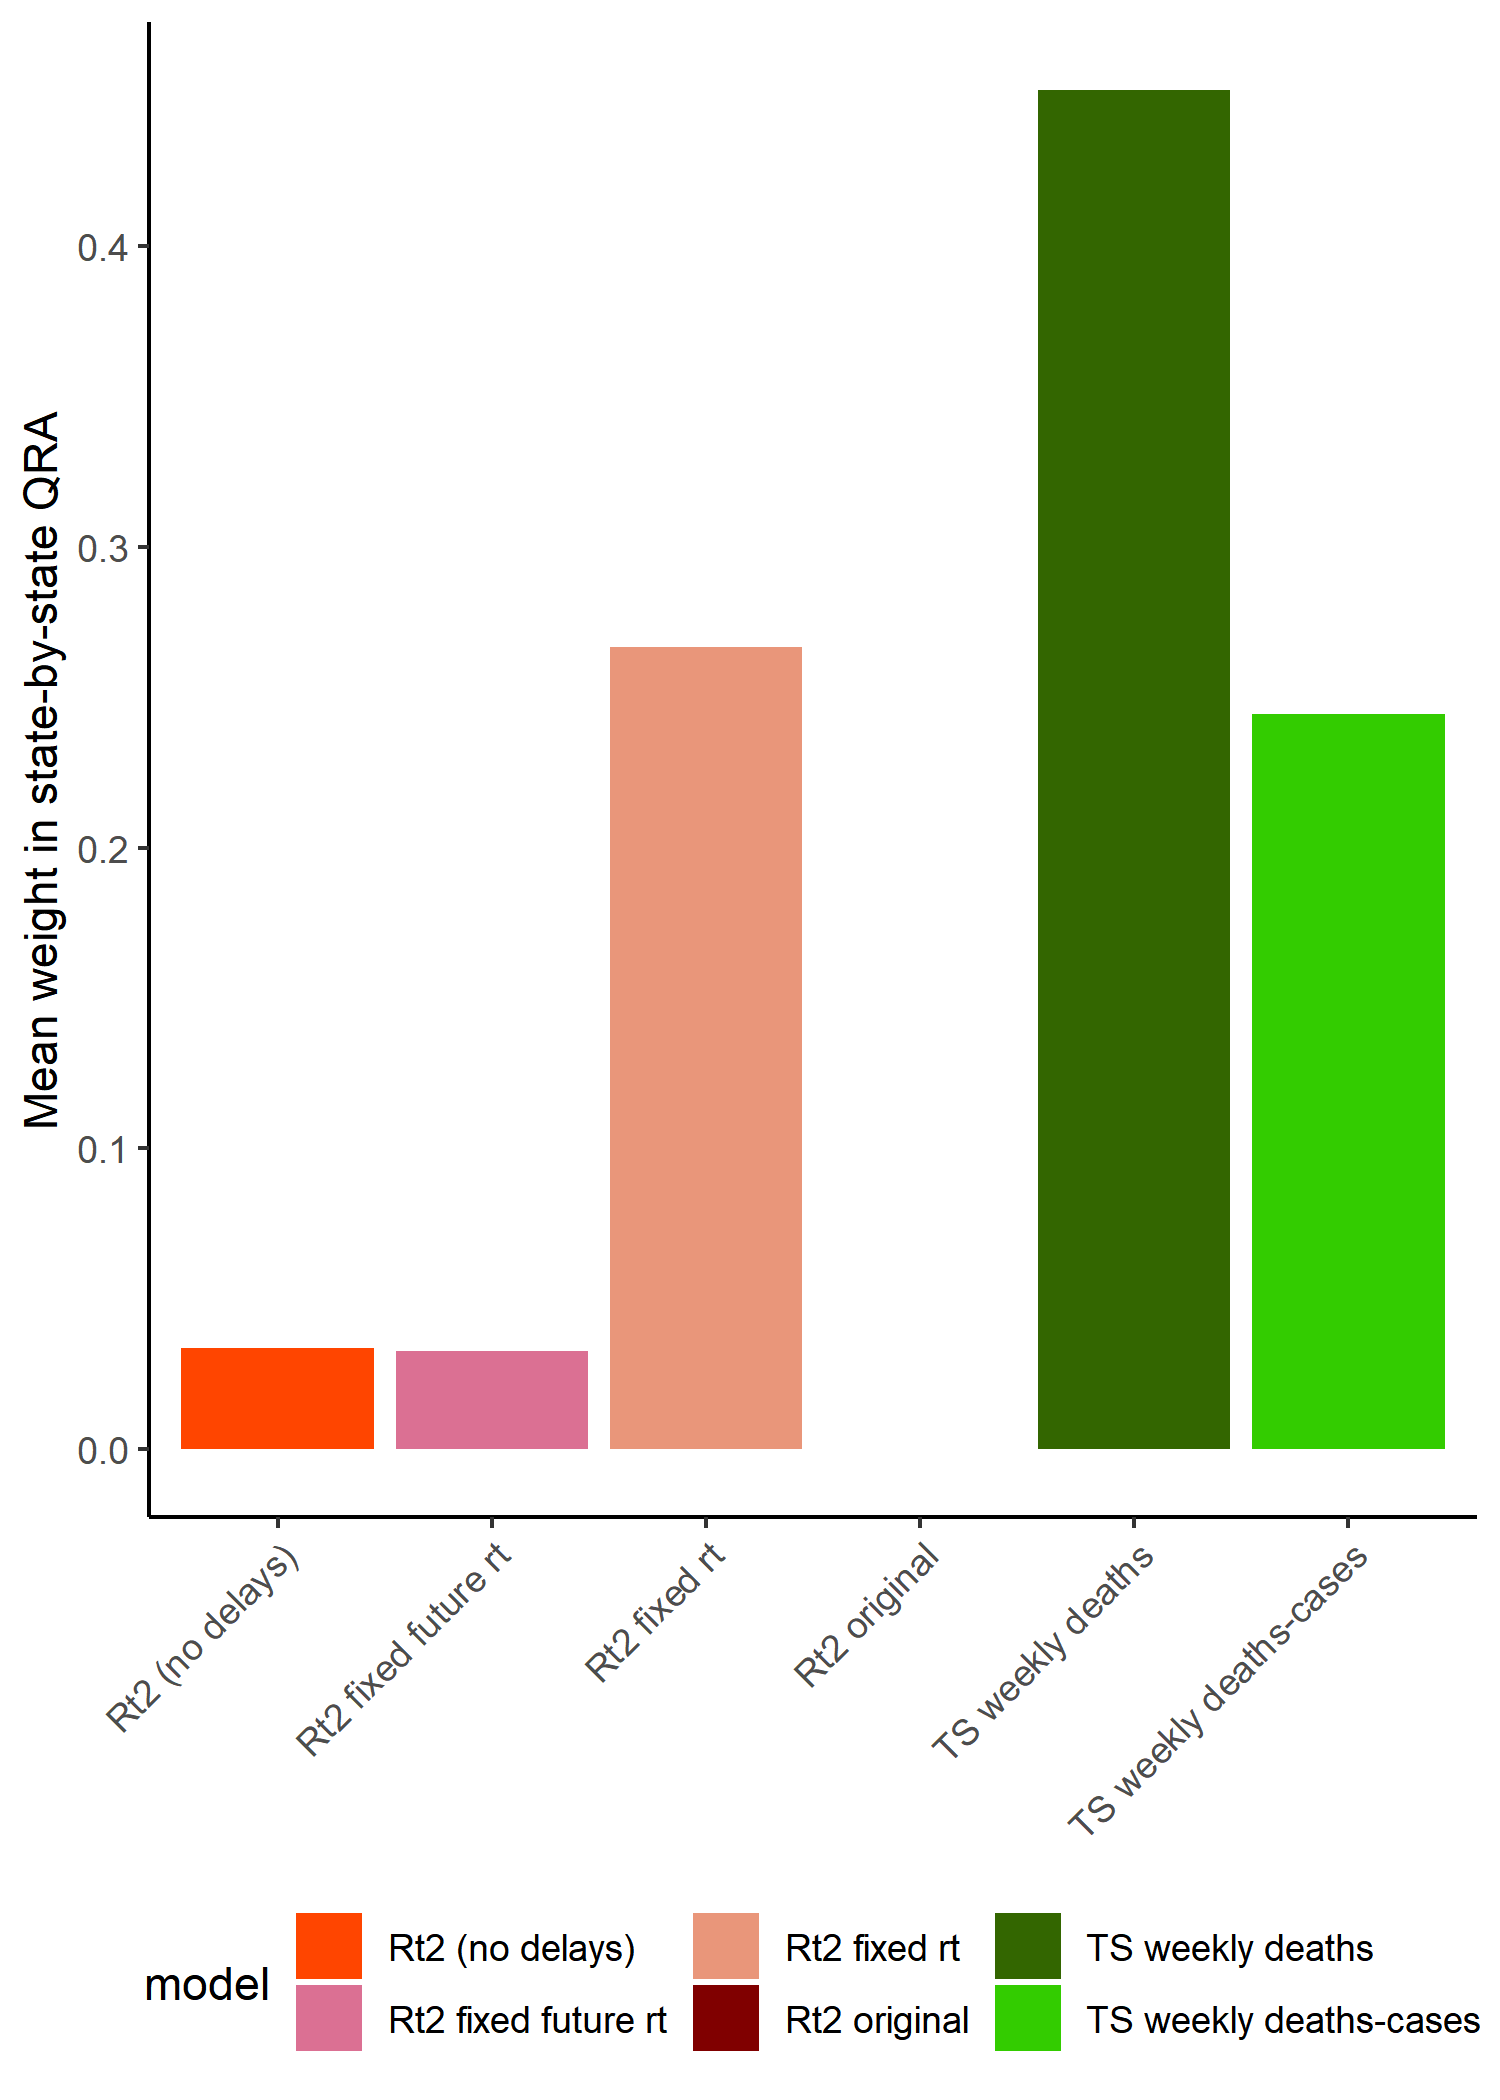 Mean weight in state-by-state QRA
0.4
0.3
0.2
0.1
0.0
Rt2 (no delays)
Rt2 fixed future rt
Rt2 fixed rt
Rt2 original
TS weekly deaths
TS weekly deaths-cases
model
Rt2 (no delays)
Rt2 fixed rt
TS weekly deaths
Rt2 fixed future rt
Rt2 original
TS weekly deaths-cases